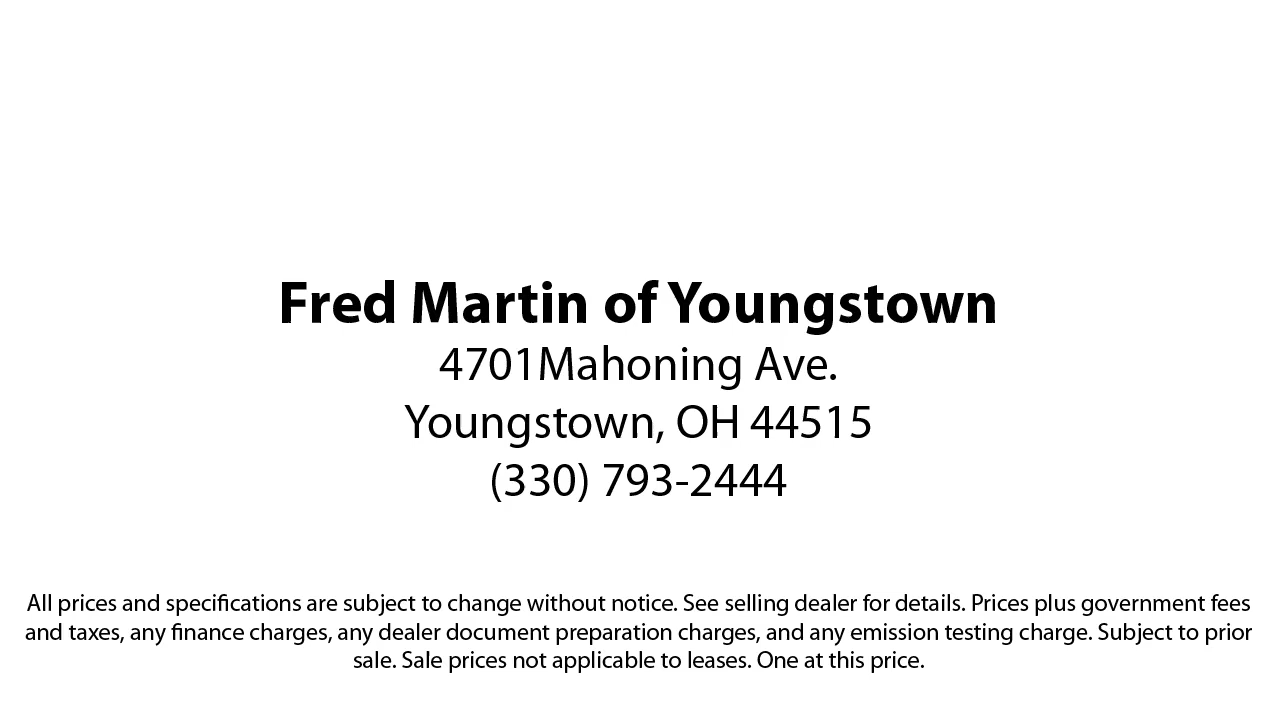 Fred Martin of Youngstown
4701Mahoning Ave.
Youngstown, OH 44515
(330) 793-2444
All prices and specifications are subject to change without notice. See selling dealer for details. Prices plus government fees
and taxes, any finance charges, any dealer document preparation charges, and any emission testing charge. Subject to prior
sale. Sale prices not applicable to leases. One at this price.